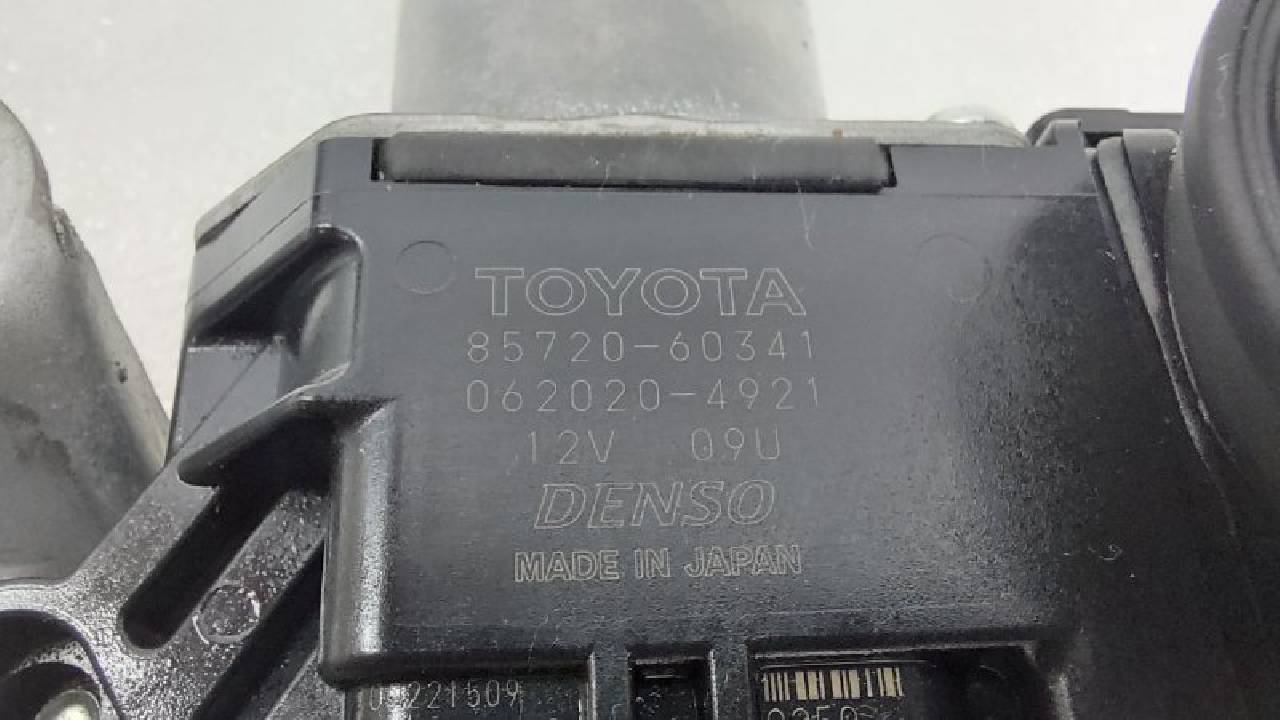 TOYOTA
85720-60341
062020-4921
12V 09U
DENSO
MADE IN JAPAN